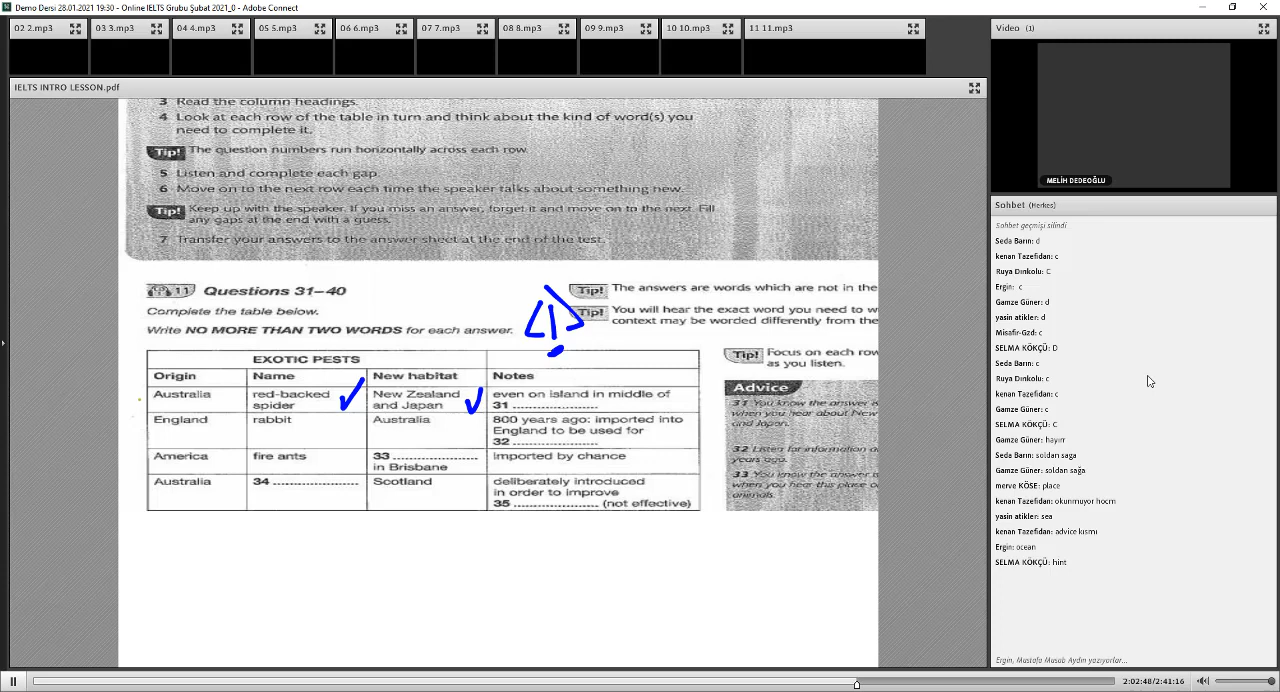 Demo Dersi 28.01.2021 19:30 - Online IELTS Grubu Şubat 2021_0 - Adobe Connect
02 2.mp3
03 3.mp3
04 4.mp3
05 5.mp3
06 6.mp3
07 7.mp3
08 8.mp3
09 9.mp3
10 10.mp3
11 11.mp3
IELTS INTRO LESSON.pdf
3 Read the column headings.
4 Look at each row of the table in turn and think about the kind of word(s) you
need to complete it.
Tip! The question numbers run horizontally across each row.
5 Listen and complete each gap.
6 Move on to the next row each time the speaker talks about something new.
Tip! Keep up with the speaker. If you miss an answer, forget it and move on to the next. Fill
any gaps at the end with a guess.
7 Transfer your answers to the answer sheet at the end of the test.
11 Questions 31–40
Complete the table below.
Write NO MORE THAN TWO WORDS for each answer.
Tip! The answers are words which are not in the
Tip! You will hear the exact word you need to w
context may be worded differently from the
EXOTIC PESTS
Origin Name New habitat Notes
Australia red-backed spider New Zealand and Japan even on island in middle of 31 ....................
England rabbit Australia 800 years ago: imported into England to be used for 32 ....................
America fire ants 33 .................... in Brisbane imported by chance
Australia 34 .................... Scotland deliberately introduced in order to improve 35 .................... (not effective)
Tip! Focus on each row
as you listen.
Advice
31 You know the answer is
when you hear about New
and Japan.
32 Listen for information a
years ago.
33 You know the answer is
when you hear this place o
animals.
Video (1)
MELİH DEDEOĞLU
Sohbet (Herkes)
Sohbet geçmişi silindi
Seda Barın: d
kenan Tazefidan: c
Ruya Dınkolu: C
Ergin: c
Gamze Güner: d
yasin atikler: d
Misafir-Gzd: c
SELMA KÖKÇÜ: D
Seda Barın: c
Ruya Dınkolu: c
kenan Tazefidan: c
Gamze Güner: c
SELMA KÖKÇÜ: C
Gamze Güner: hayırr
Seda Barın: soldan saga
Gamze Güner: soldan sağa
merve KÖSE: place
kenan Tazefidan: okunmuyor hocm
yasin atikler: sea
kenan Tazefidan: advice kısmı
Ergin: ocean
SELMA KÖKÇÜ: hint
Ergin, Mustafa Musab Aydın yazıyorlar...
2:02:48/2:41:16